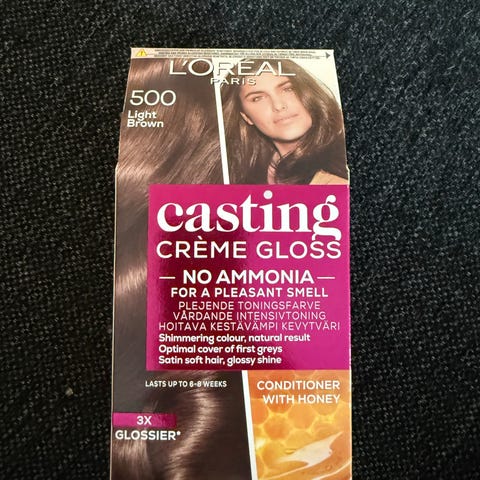 L'ORÉAL
PARIS
500
Light
Brown
casting
CRÈME GLOSS
NO AMMONIA
FOR A PLEASANT SMELL
PLEJENDE TONINGSFARVE
VÅRDANDE INTENSIVTONING
HOITAVA KESTÄVÄMPI KEVYTVÄRI
Shimmering colour, natural result
Optimal cover of first greys
Satin soft hair, glossy shine
LASTS UP TO 6-8 WEEKS
CONDITIONER
WITH HONEY
3X
GLOSSIER*